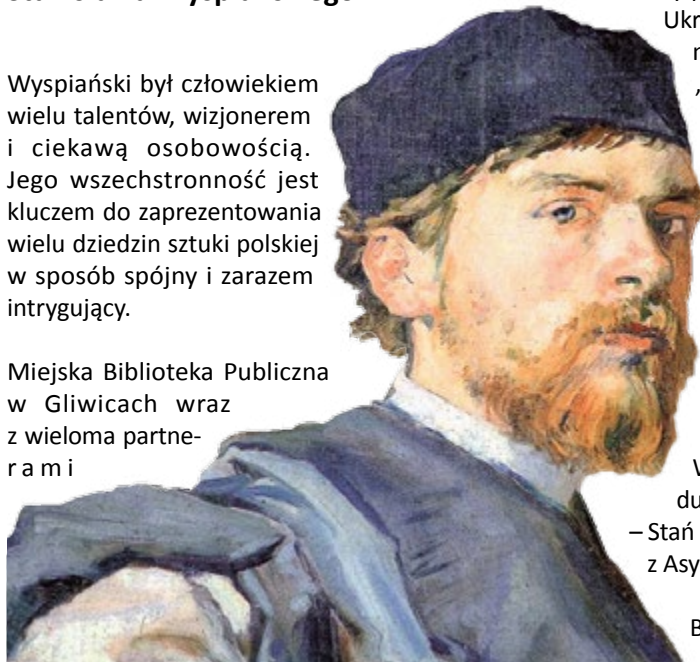 Wyspiański był człowiekiem
wielu talentów, wizjonerem
i ciekawą osobowością.
Jego wszechstronność jest
kluczem do zaprezentowania
wielu dziedzin sztuki polskiej
w sposób spójny i zarazem
intrygujący.
Miejska Biblioteka Publiczna
w Gliwicach wraz
z wieloma partne-
rami
Ukr
W
du
– Stań
z Asy
B